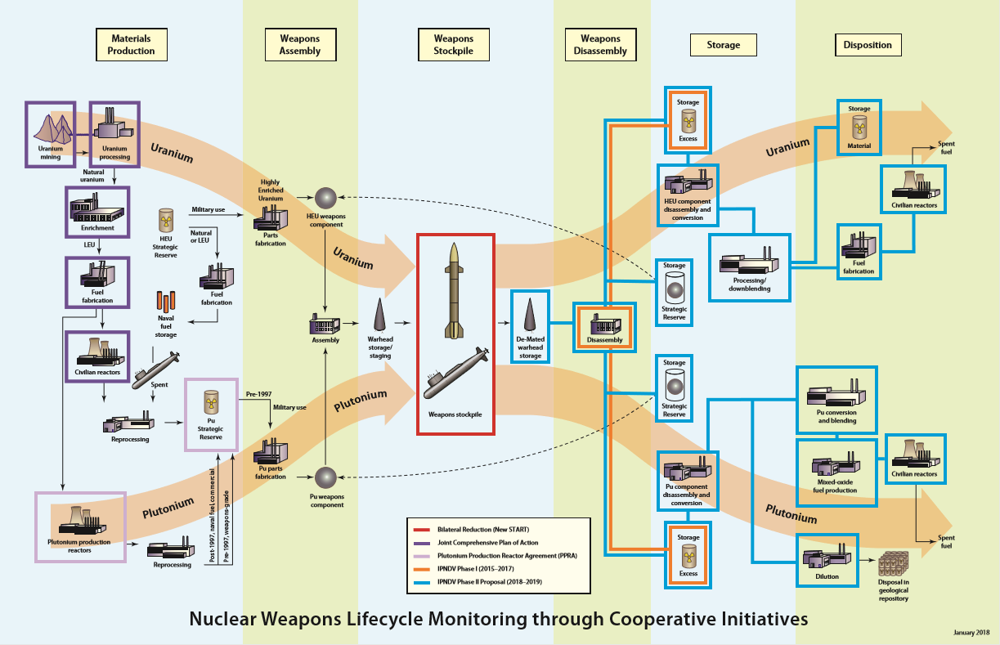 Materials
Production
Weapons
Assembly
Weapons
Stockpile
Weapons
Disassembly
Storage
Disposition
Uranium
mining
Uranium
processing
Natural
uranium
Enrichment
LEU
Fuel
fabrication
Civilian reactors
Reprocessing
HEU
Strategic
Reserve
Military use
Natural
or LEU
Fuel
fabrication
Naval
fuel
storage
Spent
Pu
Strategic
Reserve
Pre-1997
Military use
Plutonium production
reactors
Reprocessing
Post-1997, naval fuel, commercial
Pre-1997, weapons-grade
Uranium
Plutonium
Highly
Enriched
Uranium
Parts
fabrication
HEU weapons
component
Uranium
Assembly
Plutonium
Pu parts
fabrication
Pu weapons
component
Warhead
storage/
staging
Weapons stockpile
De-Mated
warhead
storage
Disassembly
Storage
Excess
HEU component
disassembly and
conversion
Processing/
downblending
Storage
Strategic
Reserve
Storage
Strategic
Reserve
Pu component
disassembly and
conversion
Storage
Excess
Uranium
Storage
Material
Spent
fuel
Civilian reactors
Fuel
fabrication
Pu conversion
and blending
Mixed-oxide
fuel production
Civilian reactors
Plutonium
Spent
fuel
Dilution
Disposal in
geological
repository
Bilateral Reduction (New START)
Joint Comprehensive Plan of Action
Plutonium Production Reactor Agreement (PPRA)
IPNDV Phase I (2015–2017)
IPNDV Phase II Proposal (2018–2019)
Nuclear Weapons Lifecycle Monitoring through Cooperative Initiatives
January 2018